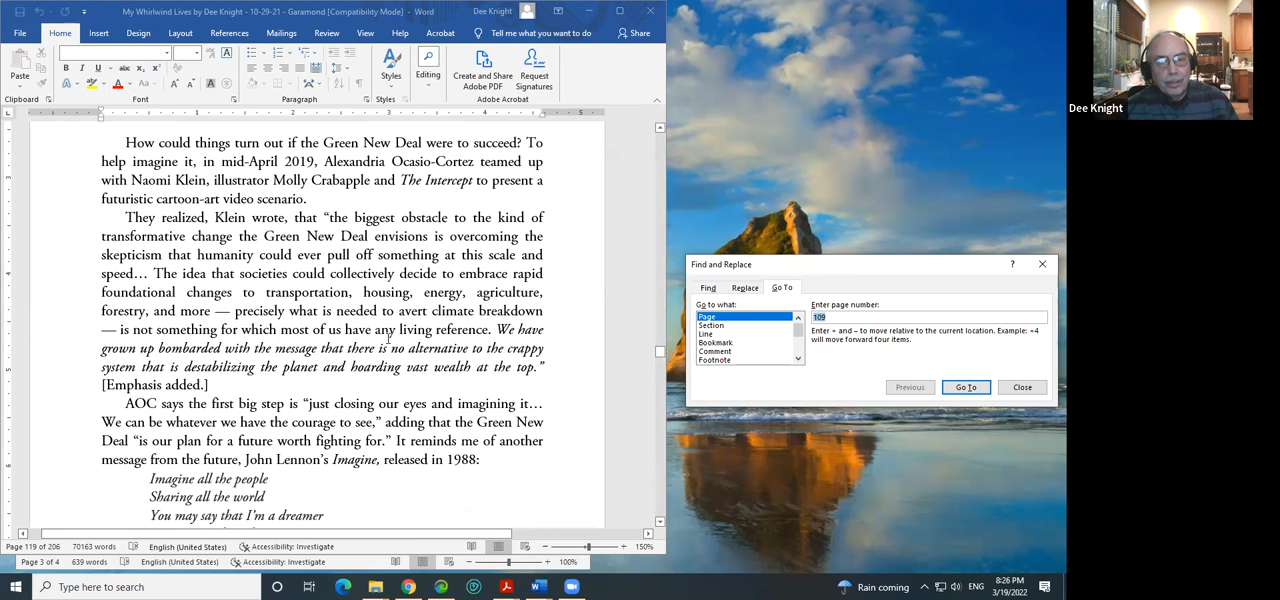 My Whirlwind Lives by Dee Knight - 10-29-21 - Garamond [Compatibility Mode] - Word
Dee Knight
File Home Insert Design Layout References Mailings Review View Help Acrobat Tell me what you want to do Share
Paste
Styles
Editing
Create and Share Adobe PDF
Request Signatures
Clipboard Font Paragraph Styles Adobe Acrobat
How could things turn out if the Green New Deal were to succeed? To
help imagine it, in mid-April 2019, Alexandria Ocasio-Cortez teamed up
with Naomi Klein, illustrator Molly Crabapple and The Intercept to present a
futuristic cartoon-art video scenario.
They realized, Klein wrote, that “the biggest obstacle to the kind of
transformative change the Green New Deal envisions is overcoming the
skepticism that humanity could ever pull off something at this scale and
speed… The idea that societies could collectively decide to embrace rapid
foundational changes to transportation, housing, energy, agriculture,
forestry, and more — precisely what is needed to avert climate breakdown
— is not something for which most of us have any living reference. We have
grown up bombarded with the message that there is no alternative to the crappy
system that is destabilizing the planet and hoarding vast wealth at the top.”
[Emphasis added.]
AOC says the first big step is “just closing our eyes and imagining it…
We can be whatever we have the courage to see,” adding that the Green New
Deal “is our plan for a future worth fighting for.” It reminds me of another
message from the future, John Lennon’s Imagine, released in 1988:
Imagine all the people
Sharing all the world
You may say that I’m a dreamer
Page 119 of 206 70163 words English (United States) Accessibility: Investigate 150%
Page 3 of 4 639 words English (United States) Accessibility: Investigate 100%
Find and Replace
Find Replace Go To
Go to what:
Page
Section
Line
Bookmark
Comment
Footnote
Enter page number:
109
Enter + and – to move relative to the current location. Example: +4
will move forward four items.
Previous Go To Close
Dee Knight
Type here to search
Rain coming
ENG
8:26 PM
3/19/2022